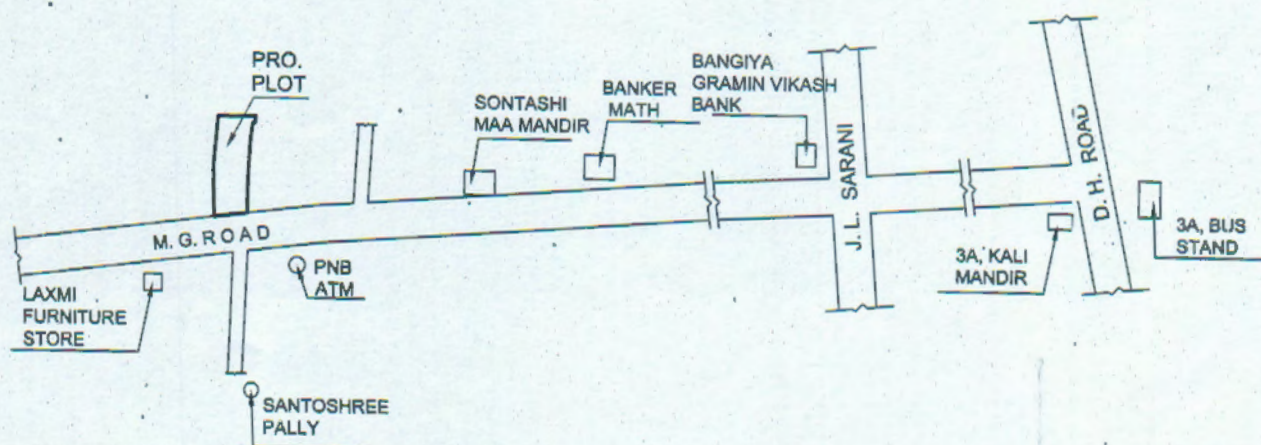 PRO.
PLOT
SONTASHI
MAA MANDIR
BANKER
MATH
BANGIYA
GRAMIN VIKASH
BANK
J. L. SARANI
D. H. ROAD
M. G. ROAD
PNB
ATM
LAXMI
FURNITURE
STORE
SANTOSHREE
PALLY
3A, KALI
MANDIR
3A, BUS
STAND